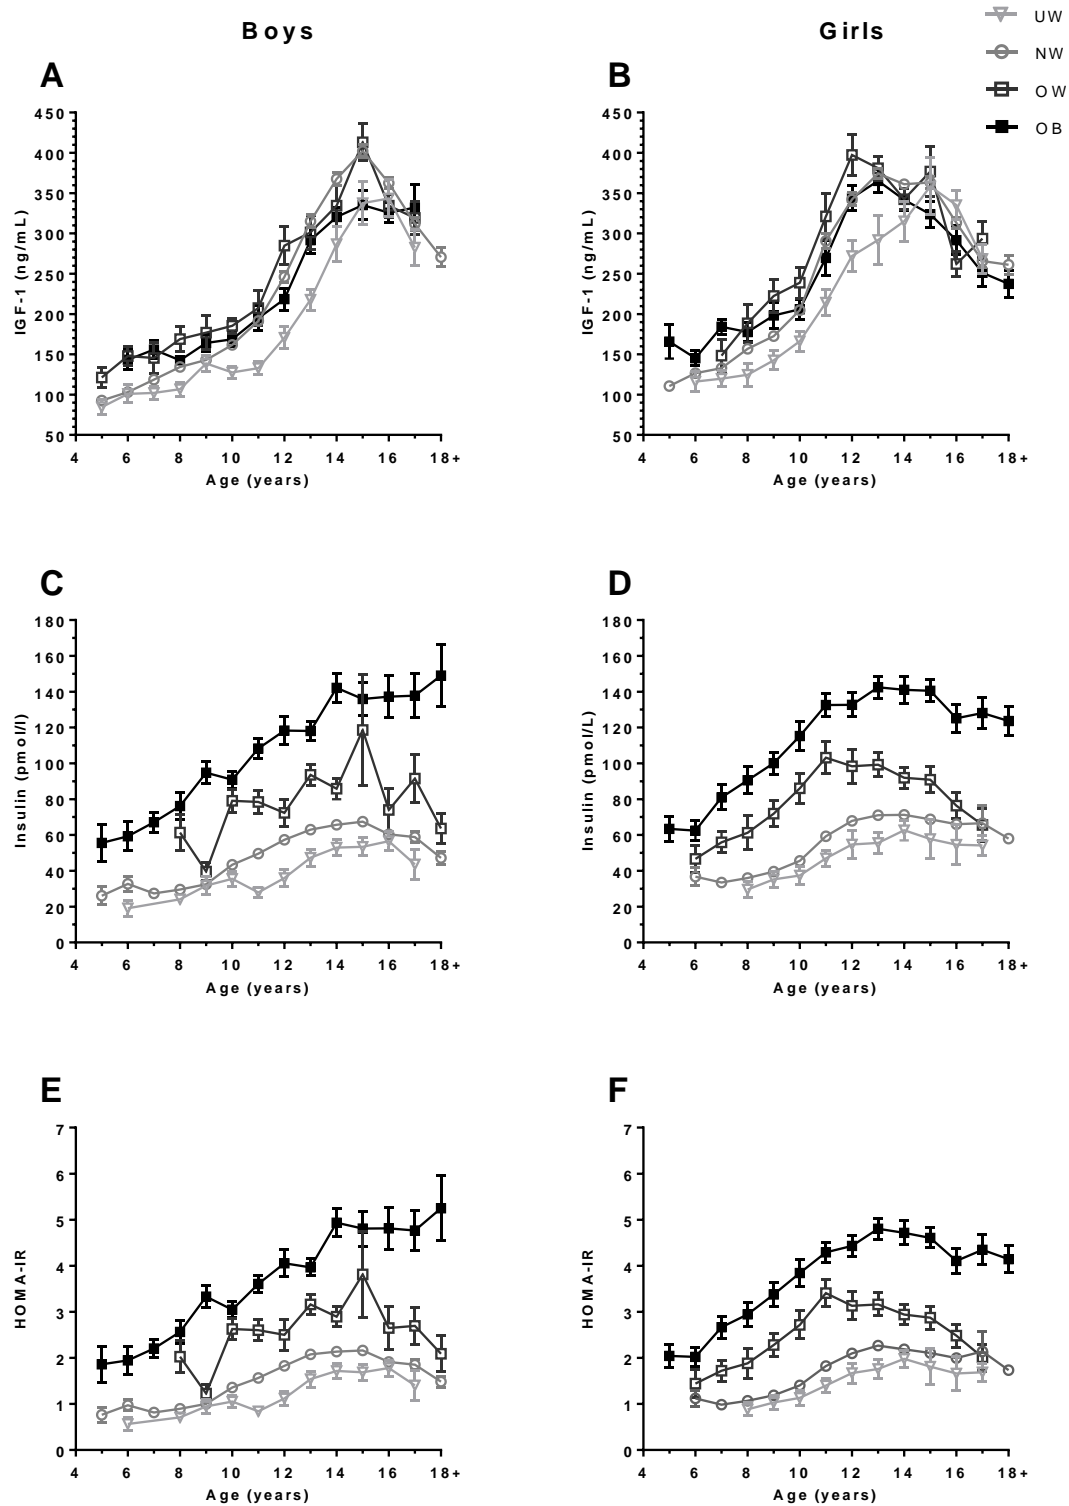 Boys
Girls
UW
NW
OW
OB
A
450
400
350
300
250
200
150
100
50
IGF-1 (ng/mL)
4 6 8 10 12 14 16 18+
Age (years)
B
450
400
350
300
250
200
150
100
50
IGF-1 (ng/mL)
4 6 8 10 12 14 16 18+
Age (years)
C
180
160
140
120
100
80
60
40
20
0
Insulin (pmol/l)
4 6 8 10 12 14 16 18+
Age (years)
D
180
160
140
120
100
80
60
40
20
0
Insulin (pmol/L)
4 6 8 10 12 14 16 18+
Age (years)
E
7
6
5
4
3
2
1
0
HOMA-IR
4 6 8 10 12 14 16 18+
Age (years)
F
7
6
5
4
3
2
1
0
HOMA-IR
4 6 8 10 12 14 16 18+
Age (years)